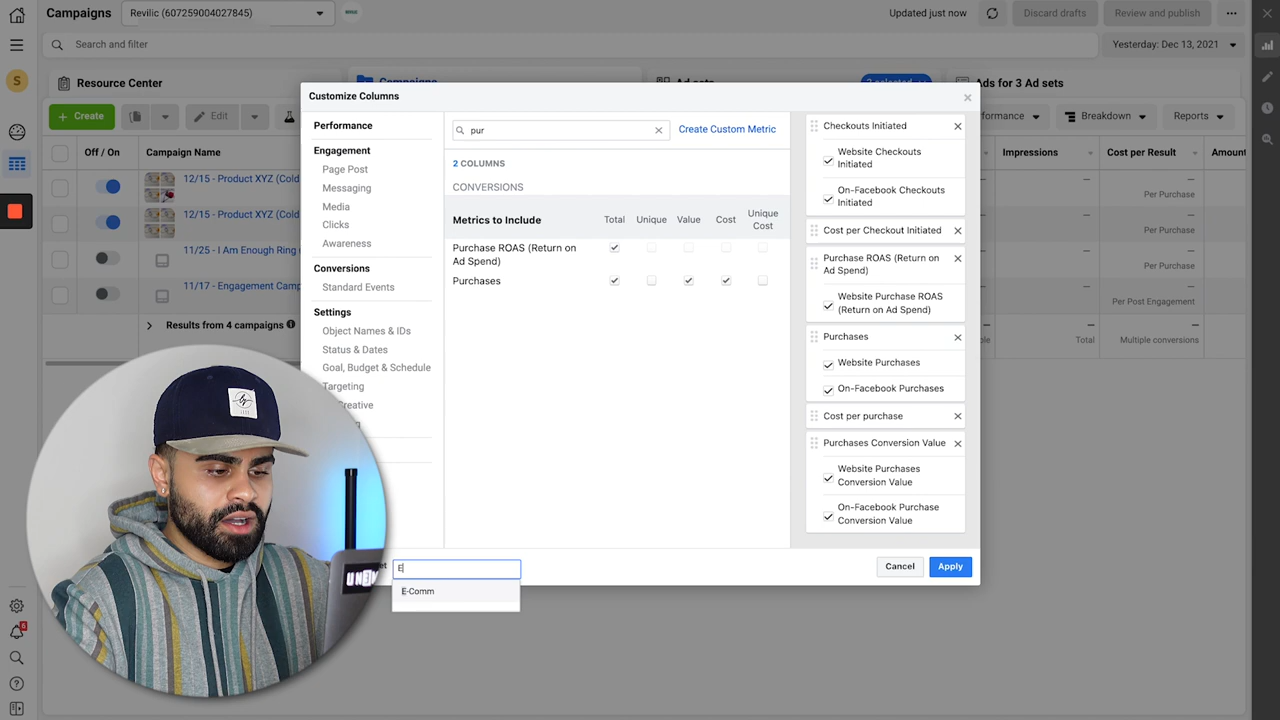 Campaigns
Revilic (607259004027845)
Updated just now
Discard drafts
Review and publish
Search and filter
Yesterday: Dec 13, 2021
Resource Center
Campaigns
Ad sets
Ads for 3 Ad sets
+ Create
Edit
Breakdown
Reports
Off / On
Campaign Name
Impressions
Cost per Result
Amount
12/15 - Product XYZ (Cold
Per Purchase
12/15 - Product XYZ (Cold
Per Purchase
11/25 - I Am Enough Ring
Per Purchase
11/17 - Engagement Camp
Per Post Engagement
Results from 4 campaigns
Total
Multiple conversions
Customize Columns
Performance
Engagement
Page Post
Messaging
Media
Clicks
Awareness
Conversions
Standard Events
Settings
Object Names & IDs
Status & Dates
Goal, Budget & Schedule
Targeting
Creative
pur
Create Custom Metric
2 COLUMNS
CONVERSIONS
Metrics to Include
Total
Unique
Value
Cost
Unique
Cost
Purchase ROAS (Return on
Ad Spend)
Purchases
Checkouts Initiated
Website Checkouts
Initiated
On-Facebook Checkouts
Initiated
Cost per Checkout Initiated
Purchase ROAS (Return on
Ad Spend)
Website Purchase ROAS
(Return on Ad Spend)
Purchases
Website Purchases
On-Facebook Purchases
Cost per purchase
Purchases Conversion Value
Website Purchases
Conversion Value
On-Facebook Purchase
Conversion Value
E
E-Comm
Cancel
Apply
S